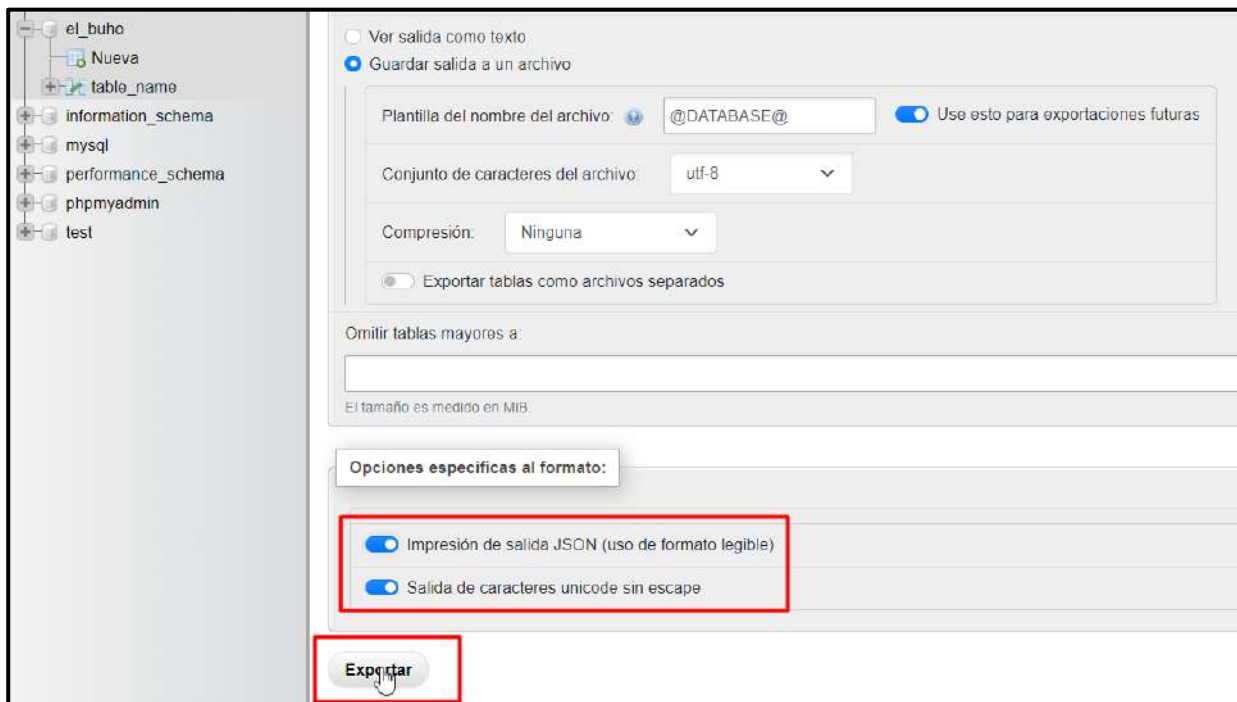 el_buho
Nueva
table_name
information_schema
mysql
performance_schema
phpmyadmin
test
Ver salida como texto
Guardar salida a un archivo
Plantilla del nombre del archivo: @DATABASE@ Use esto para exportaciones futuras
Conjunto de caracteres del archivo: utf-8
Compresión: Ninguna
Exportar tablas como archivos separados
Omitir tablas mayores a:
El tamaño es medido en MiB.
Opciones específicas al formato:
Impresión de salida JSON (uso de formato legible)
Salida de caracteres unicode sin escape
Exportar